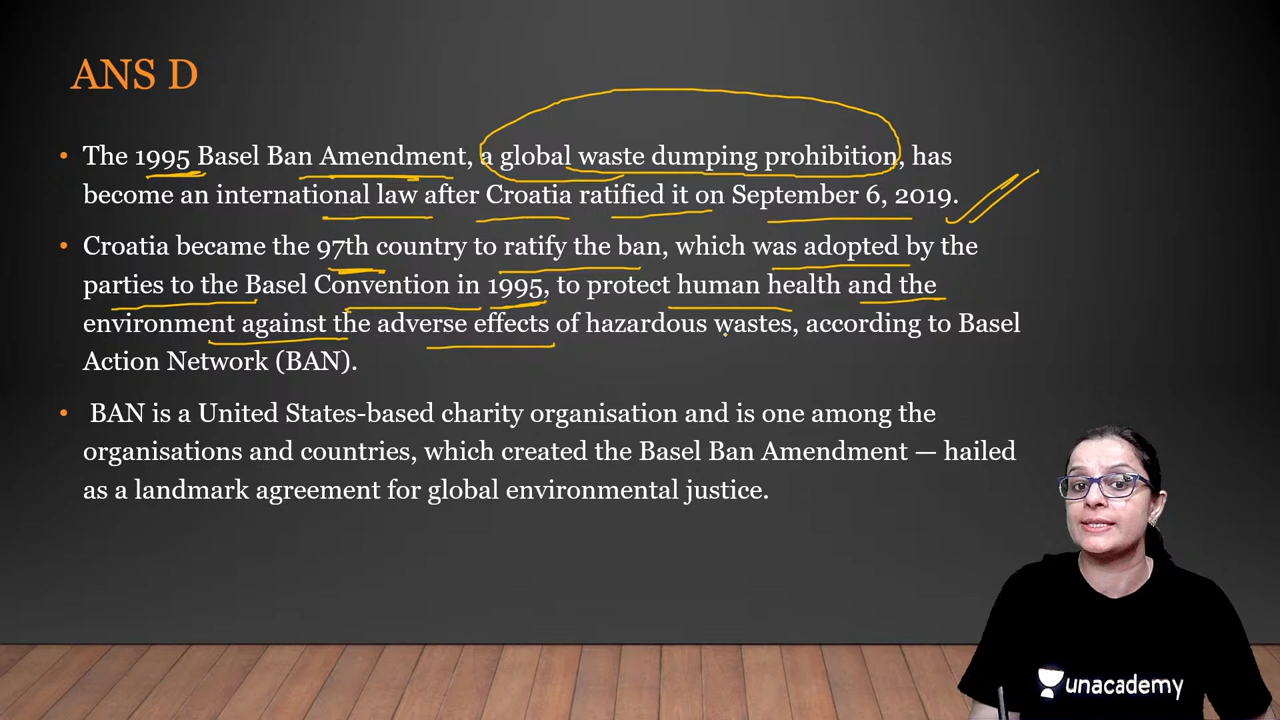 ANS D
• The 1995 Basel Ban Amendment, a global waste dumping prohibition, has
become an international law after Croatia ratified it on September 6, 2019.
• Croatia became the 97th country to ratify the ban, which was adopted by the
parties to the Basel Convention in 1995, to protect human health and the
environment against the adverse effects of hazardous wastes, according to Basel
Action Network (BAN).
• BAN is a United States-based charity organisation and is one among the
organisations and countries, which created the Basel Ban Amendment — hailed
as a landmark agreement for global environmental justice.
unacademy